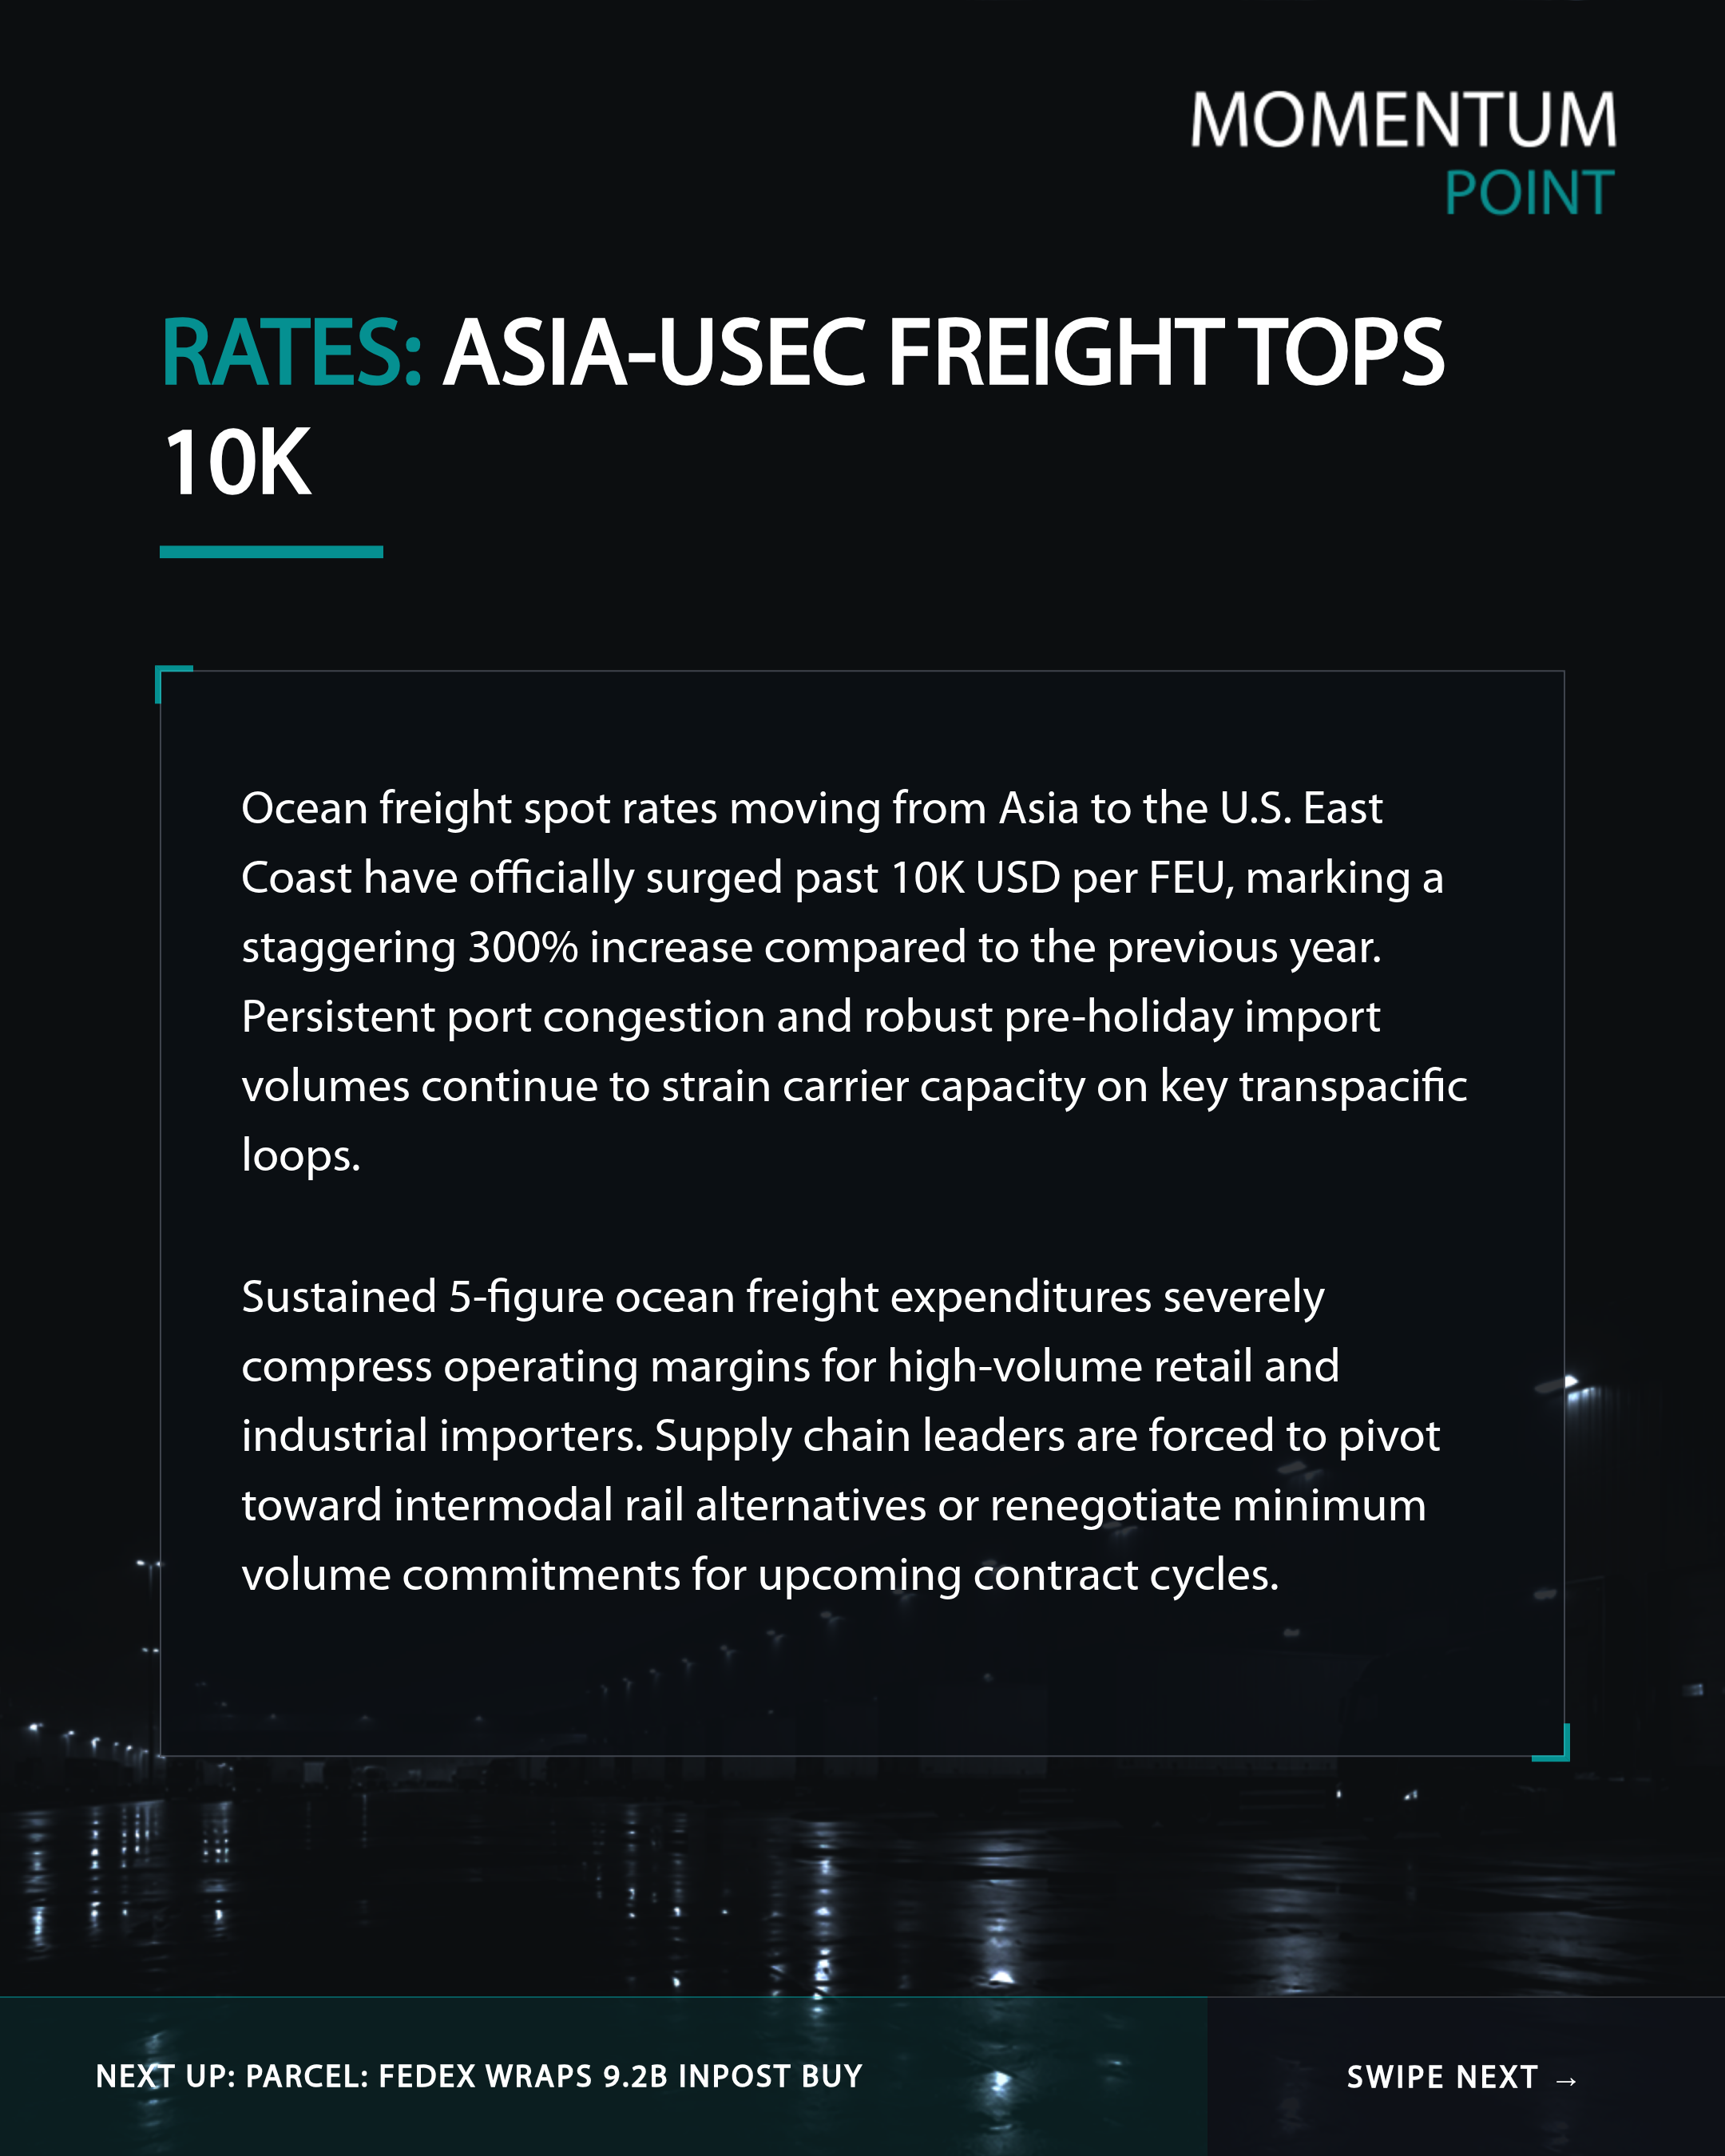 MOMENTUM
POINT
RATES: ASIA-USEC FREIGHT TOPS
10K
Ocean freight spot rates moving from Asia to the U.S. East
Coast have officially surged past 10K USD per FEU, marking a
staggering 300% increase compared to the previous year.
Persistent port congestion and robust pre-holiday import
volumes continue to strain carrier capacity on key transpacific
loops.
Sustained 5-figure ocean freight expenditures severely
compress operating margins for high-volume retail and
industrial importers. Supply chain leaders are forced to pivot
toward intermodal rail alternatives or renegotiate minimum
volume commitments for upcoming contract cycles.
NEXT UP: PARCEL: FEDEX WRAPS 9.2B INPOST BUY
SWIPE NEXT →